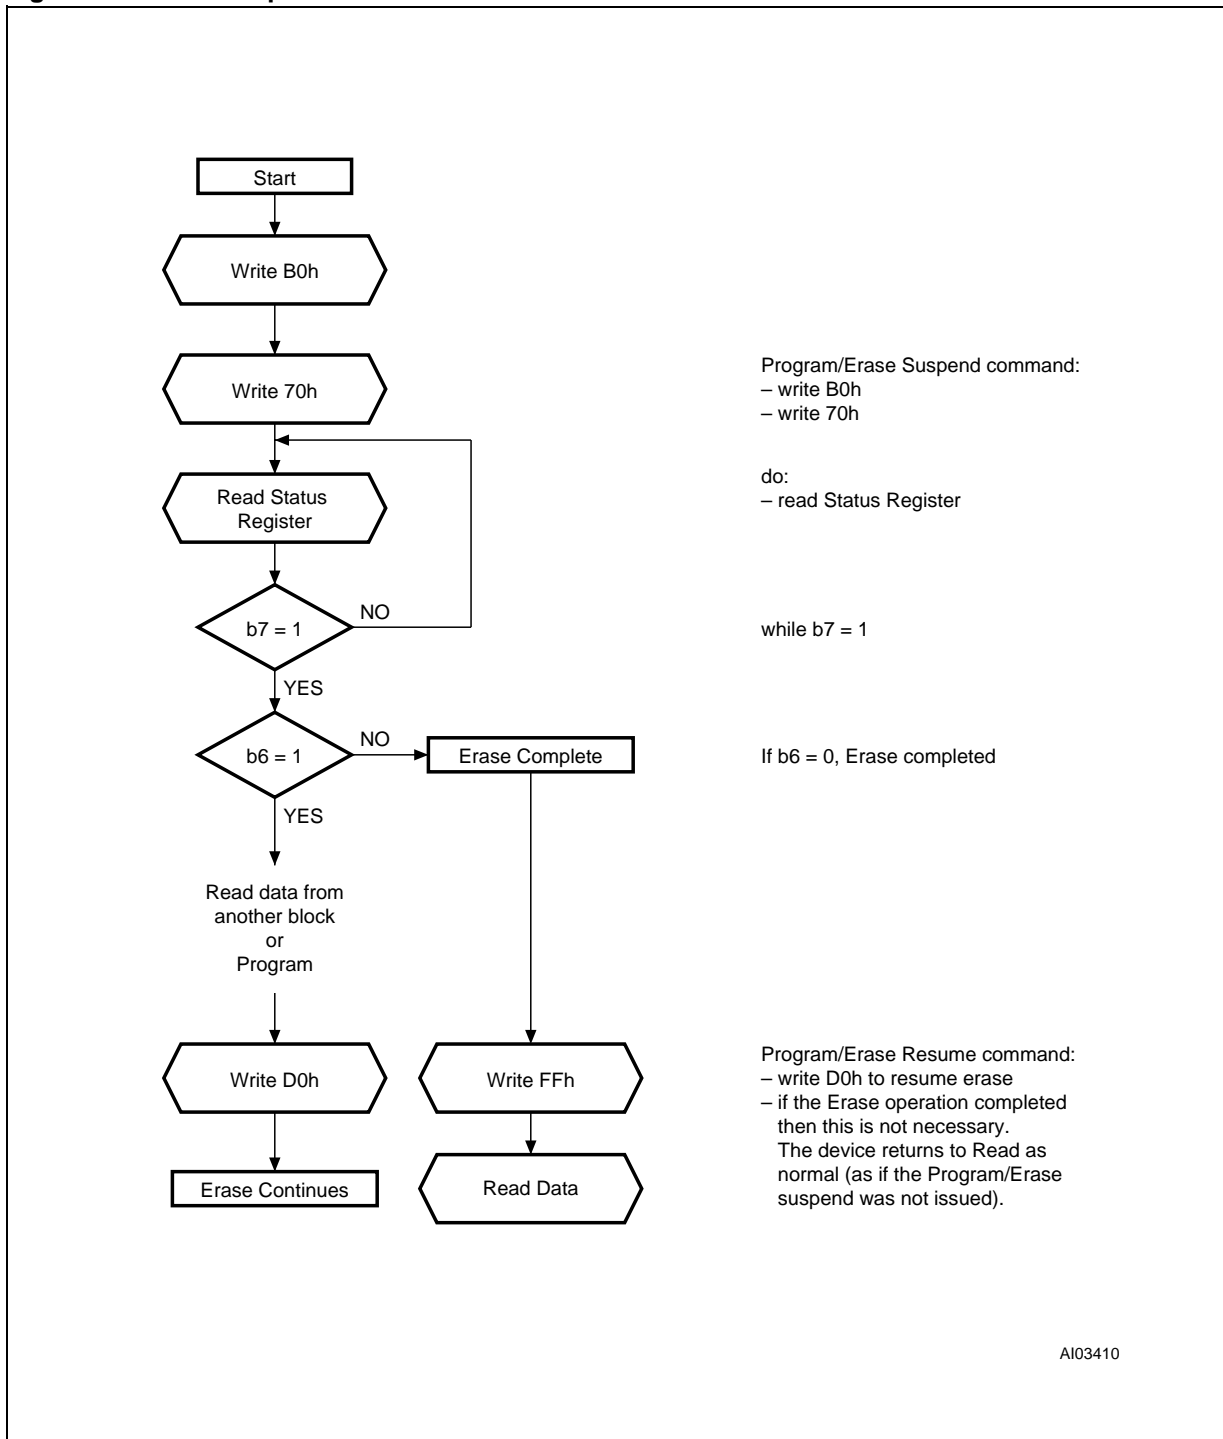 Start
Write B0h
Write 70h
Program/Erase Suspend command:
– write B0h
– write 70h
Read Status
Register
do:
– read Status Register
b7 = 1
NO
while b7 = 1
YES
b6 = 1
NO
Erase Complete
If b6 = 0, Erase completed
YES
Read data from
another block
or
Program
Write D0h
Write FFh
Program/Erase Resume command:
– write D0h to resume erase
– if the Erase operation completed
then this is not necessary.
The device returns to Read as
normal (as if the Program/Erase
suspend was not issued).
Erase Continues
Read Data
AI03410